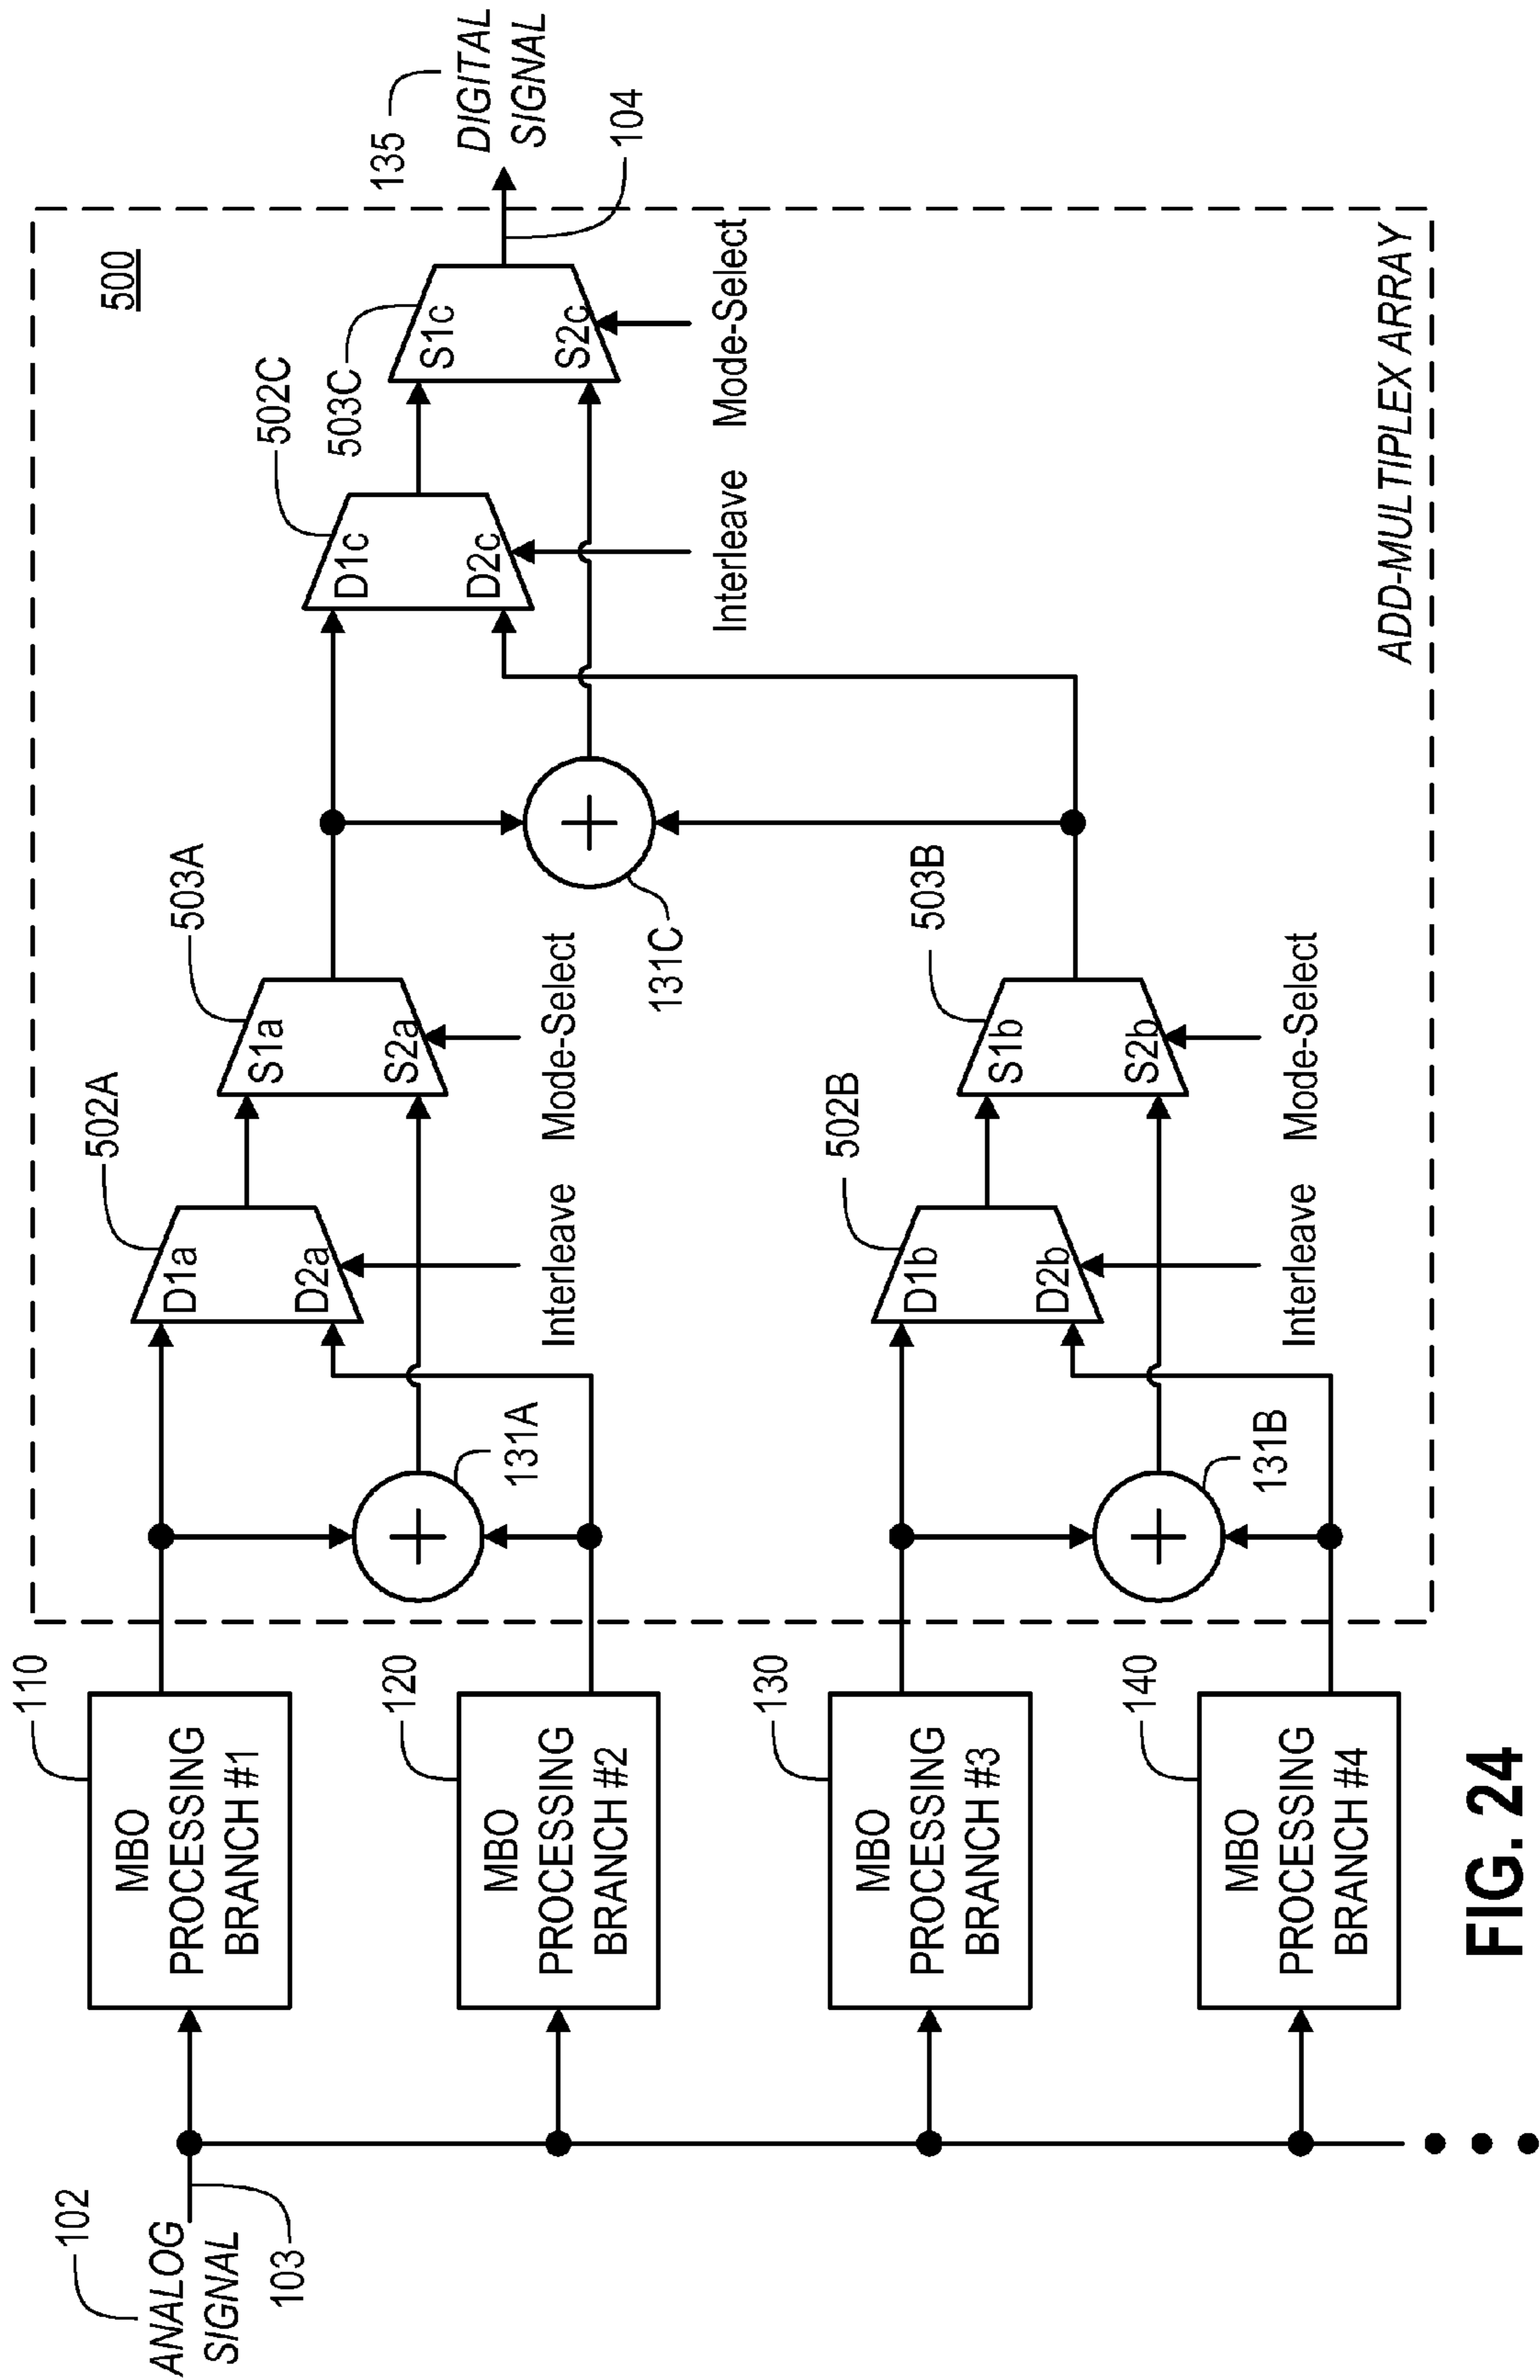 102
ANALOG
SIGNAL
103
110
MBO
PROCESSING
BRANCH #1
120
MBO
PROCESSING
BRANCH #2
130
MBO
PROCESSING
BRANCH #3
140
MBO
PROCESSING
BRANCH #4
500
131A
502A
D1a
D2a
Interleave
503A
S1a
S2a
Mode-Select
131B
502B
D1b
D2b
Interleave
503B
S1b
S2b
Mode-Select
131C
502C
D1c
D2c
Interleave
503C
S1c
S2c
Mode-Select
135
DIGITAL
SIGNAL
104
ADD-MULTIPLEX ARRAY
FIG. 24